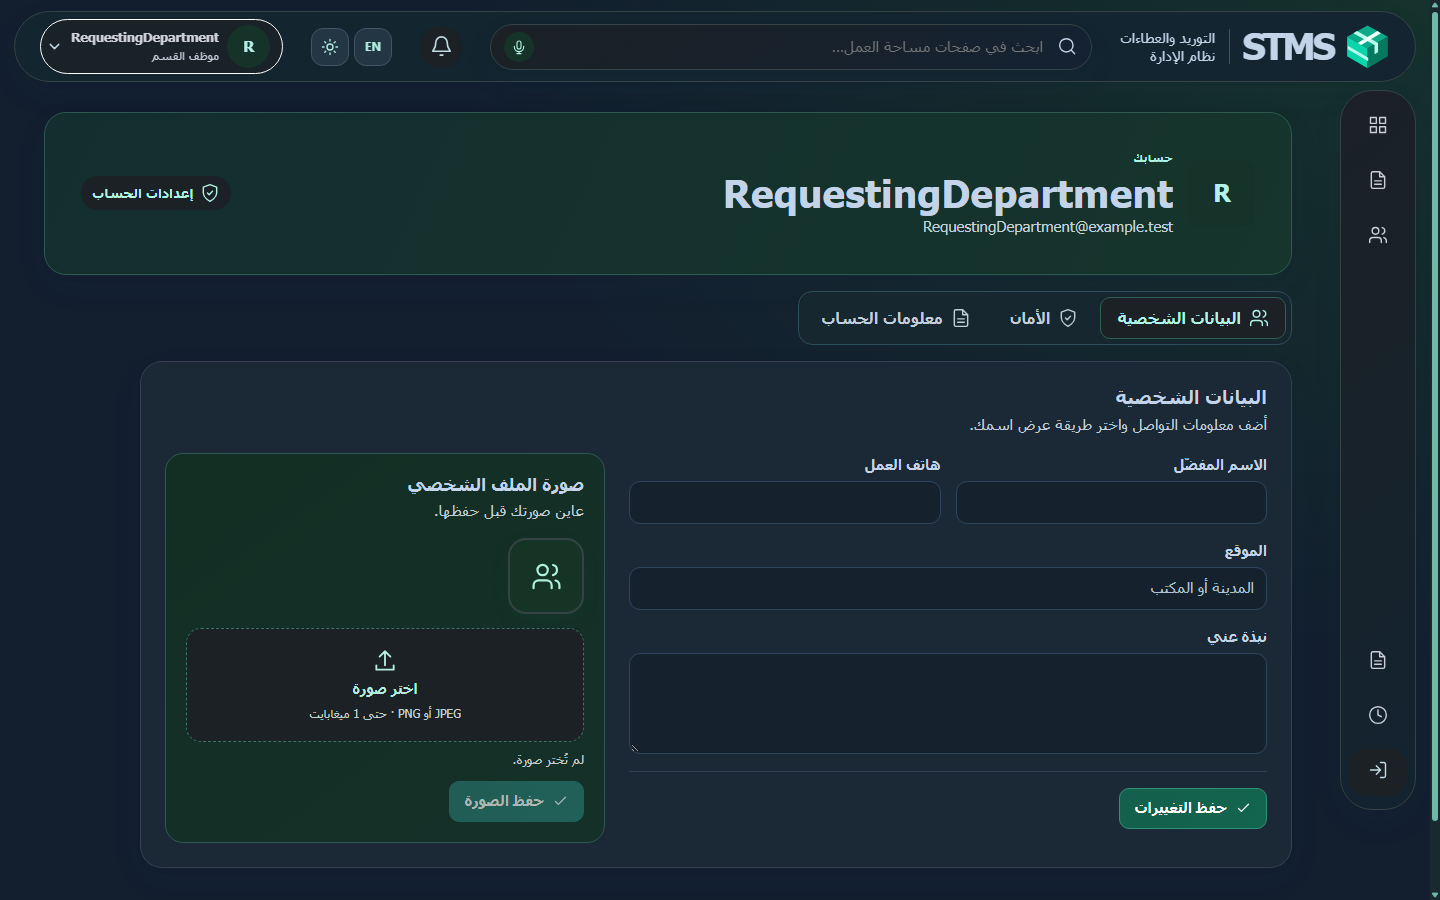 STMS
التوريد والعطاءات
نظام الإدارة
ابحث في صفحات مساحة العمل...
EN
R
RequestingDepartment
موظف القسم
حسابك
R
RequestingDepartment
RequestingDepartment@example.test
إعدادات الحساب
البيانات الشخصية
الأمان
معلومات الحساب
البيانات الشخصية
أضف معلومات التواصل واختر طريقة عرض اسمك.
الاسم المفضّل
هاتف العمل
الموقع
المدينة أو المكتب
نبذة عني
حفظ التغييرات
صورة الملف الشخصي
عاين صورتك قبل حفظها.
اختر صورة
JPEG أو PNG · حتى 1 ميغابايت
لم تُختر صورة.
حفظ الصورة